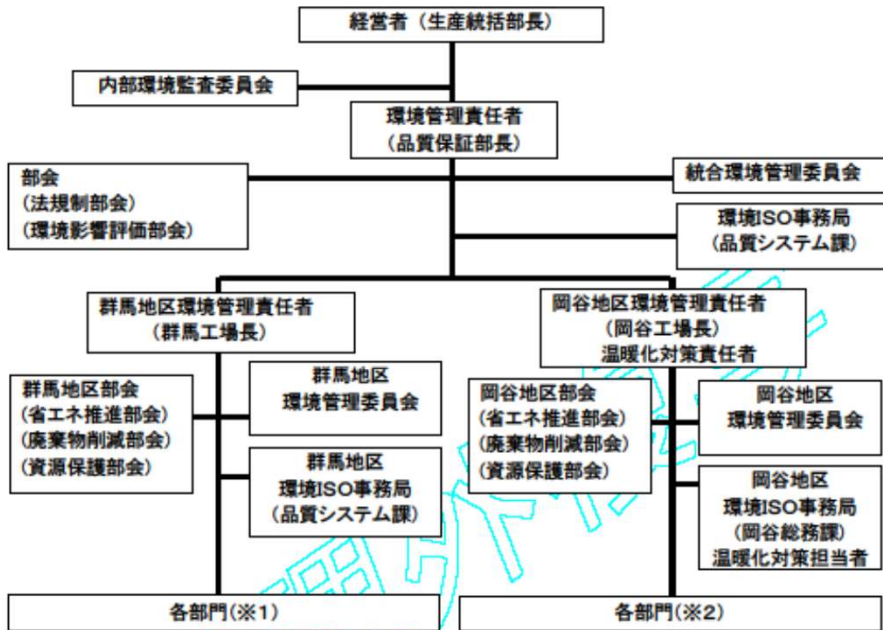 経営者（生産統括部長）
内部環境監査委員会
環境管理責任者
（品質保証部長）
部会
（法規制部会）
（環境影響評価部会）
統合環境管理委員会
環境ISO事務局
（品質システム課）
群馬地区環境管理責任者
（群馬工場長）
岡谷地区環境管理責任者
（岡谷工場長）
温暖化対策責任者
群馬地区部会
（省エネ推進部会）
（廃棄物削減部会）
（資源保護部会）
群馬地区
環境管理委員会
群馬地区
環境ISO事務局
（品質システム課）
岡谷地区部会
（省エネ推進部会）
（廃棄物削減部会）
（資源保護部会）
岡谷地区
環境管理委員会
岡谷地区
環境ISO事務局
（岡谷総務課）
温暖化対策担当者
各部門(※1)
各部門(※2)